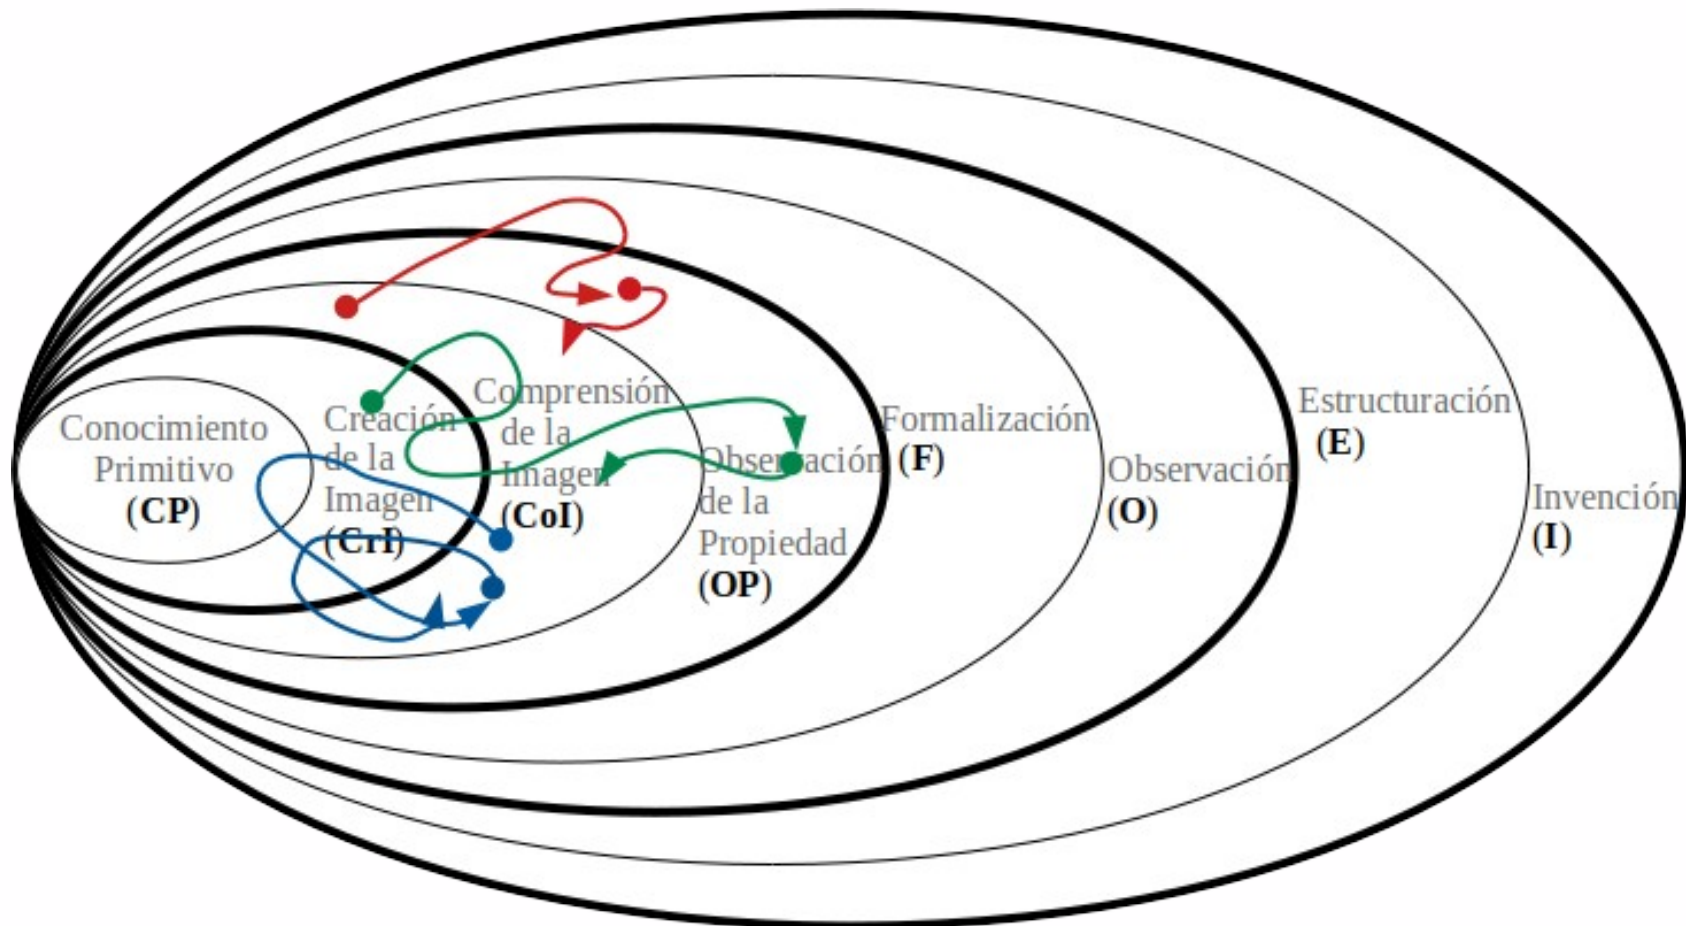 Conocimiento
Primitivo
(CP)
Creación
de la
Imagen
(CrI)
Comprensión
de la
Imagen
(CoI)
Observación
de la
Propiedad
(OP)
Formalización
(F)
Observación
(O)
Estructuración
(E)
Invención
(I)